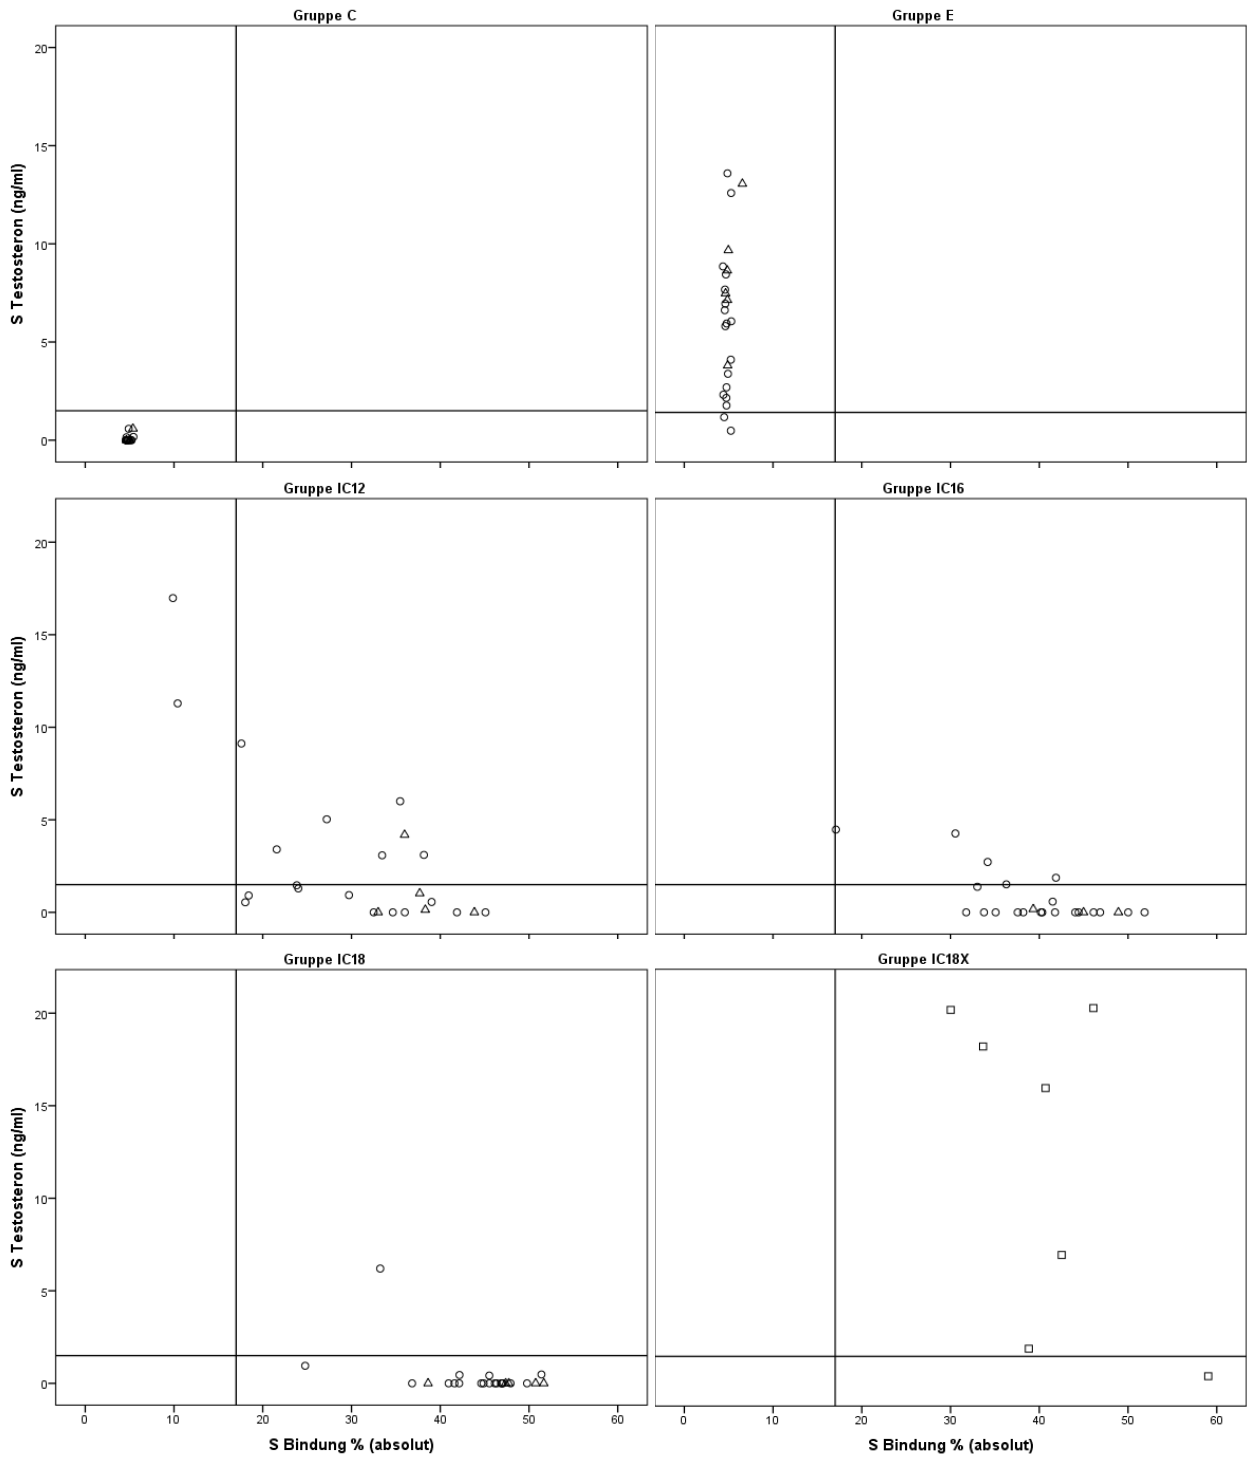 Gruppe C
Gruppe E
S Testosteron (ng/ml)
20
15
10
5
0
Gruppe IC12
Gruppe IC16
S Testosteron (ng/ml)
20
15
10
5
0
Gruppe IC18
Gruppe IC18X
S Testosteron (ng/ml)
20
15
10
5
0
0 10 20 30 40 50 60
0 10 20 30 40 50 60
S Bindung % (absolut)
S Bindung % (absolut)